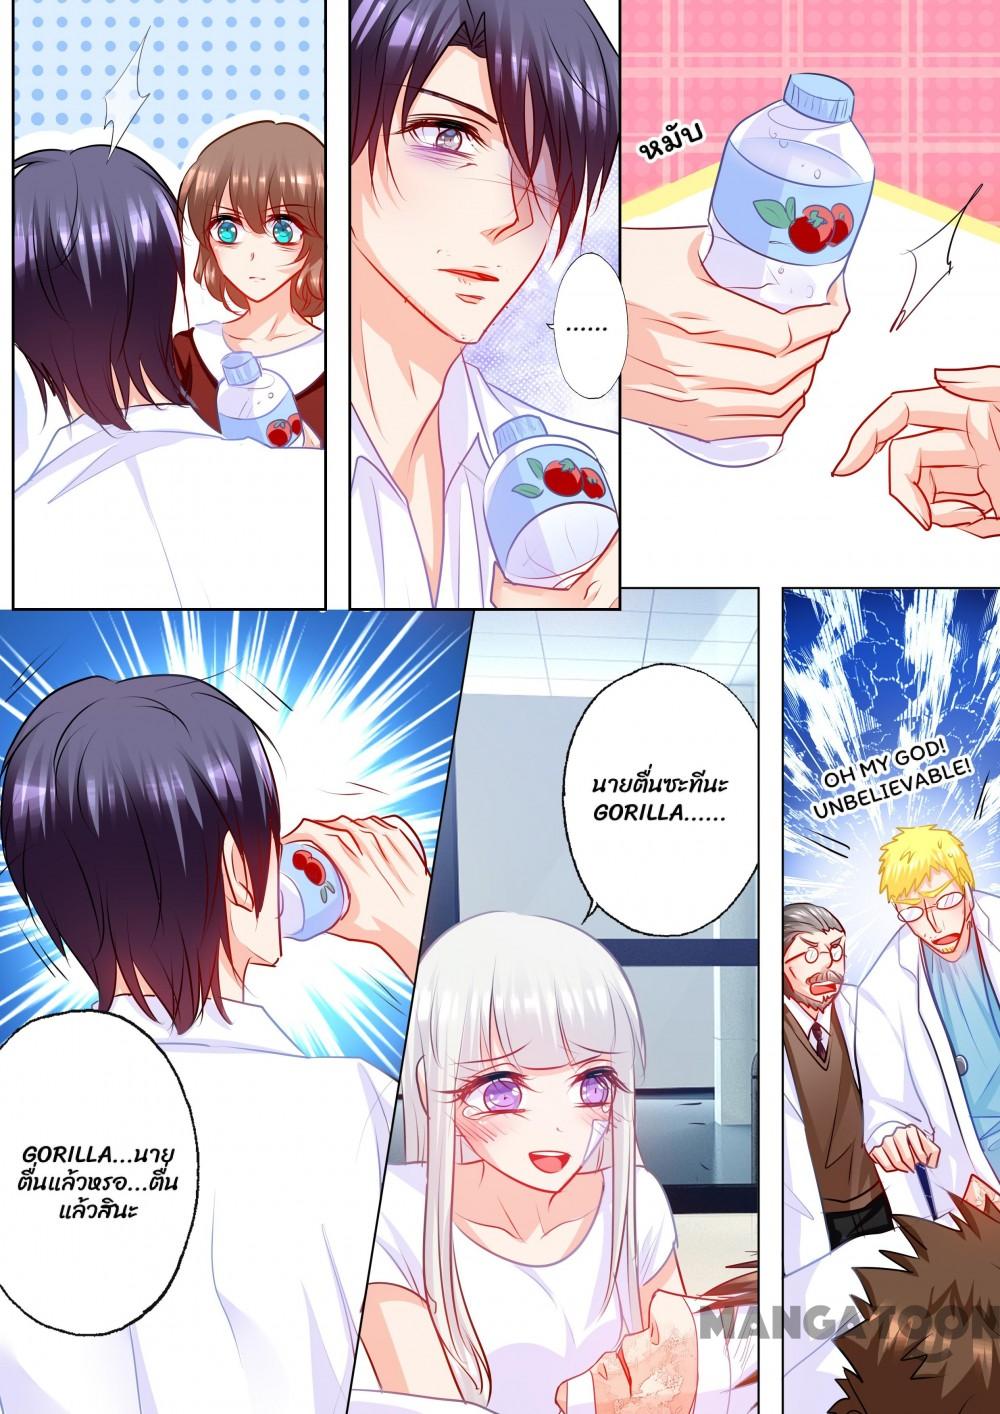 ......
หมับ
นายตื่นซะทีนะ
GORILLA......
OH MY GOD!
UNBELIEVABLE!
GORILLA...นาย
ตื่นแล้วหรอ...ตื่น
แล้วสินะ
MANGATOON